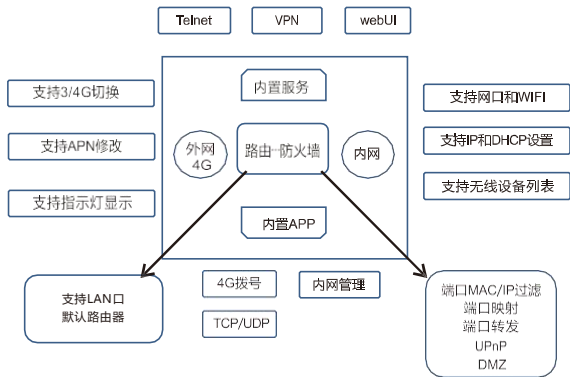 Telnet
VPN
webUI
支持3/4G切换
内置服务
支持网口和WIFI
支持APN修改
外网
4G
路由--防火墙
内网
支持IP和DHCP设置
支持指示灯显示
内置APP
支持无线设备列表
支持LAN口
默认路由器
4G拨号
内网管理
TCP/UDP
端口MAC/IP过滤
端口映射
端口转发
UPnP
DMZ